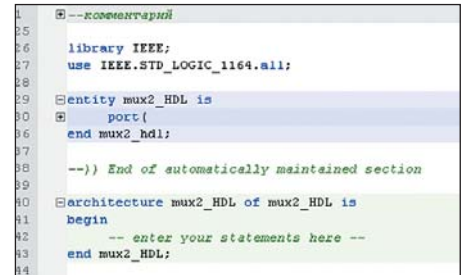 1 --комментарий
25
26 library IEEE;
27 use IEEE.STD_LOGIC_1164.all;
28
29 entity mux2_HDL is
30 port(
36 end mux2_hdl;
37
38 --)) End of automatically maintained section
39
40 architecture mux2_HDL of mux2_HDL is
41 begin
42 -- enter your statements here --
43 end mux2_HDL;
44